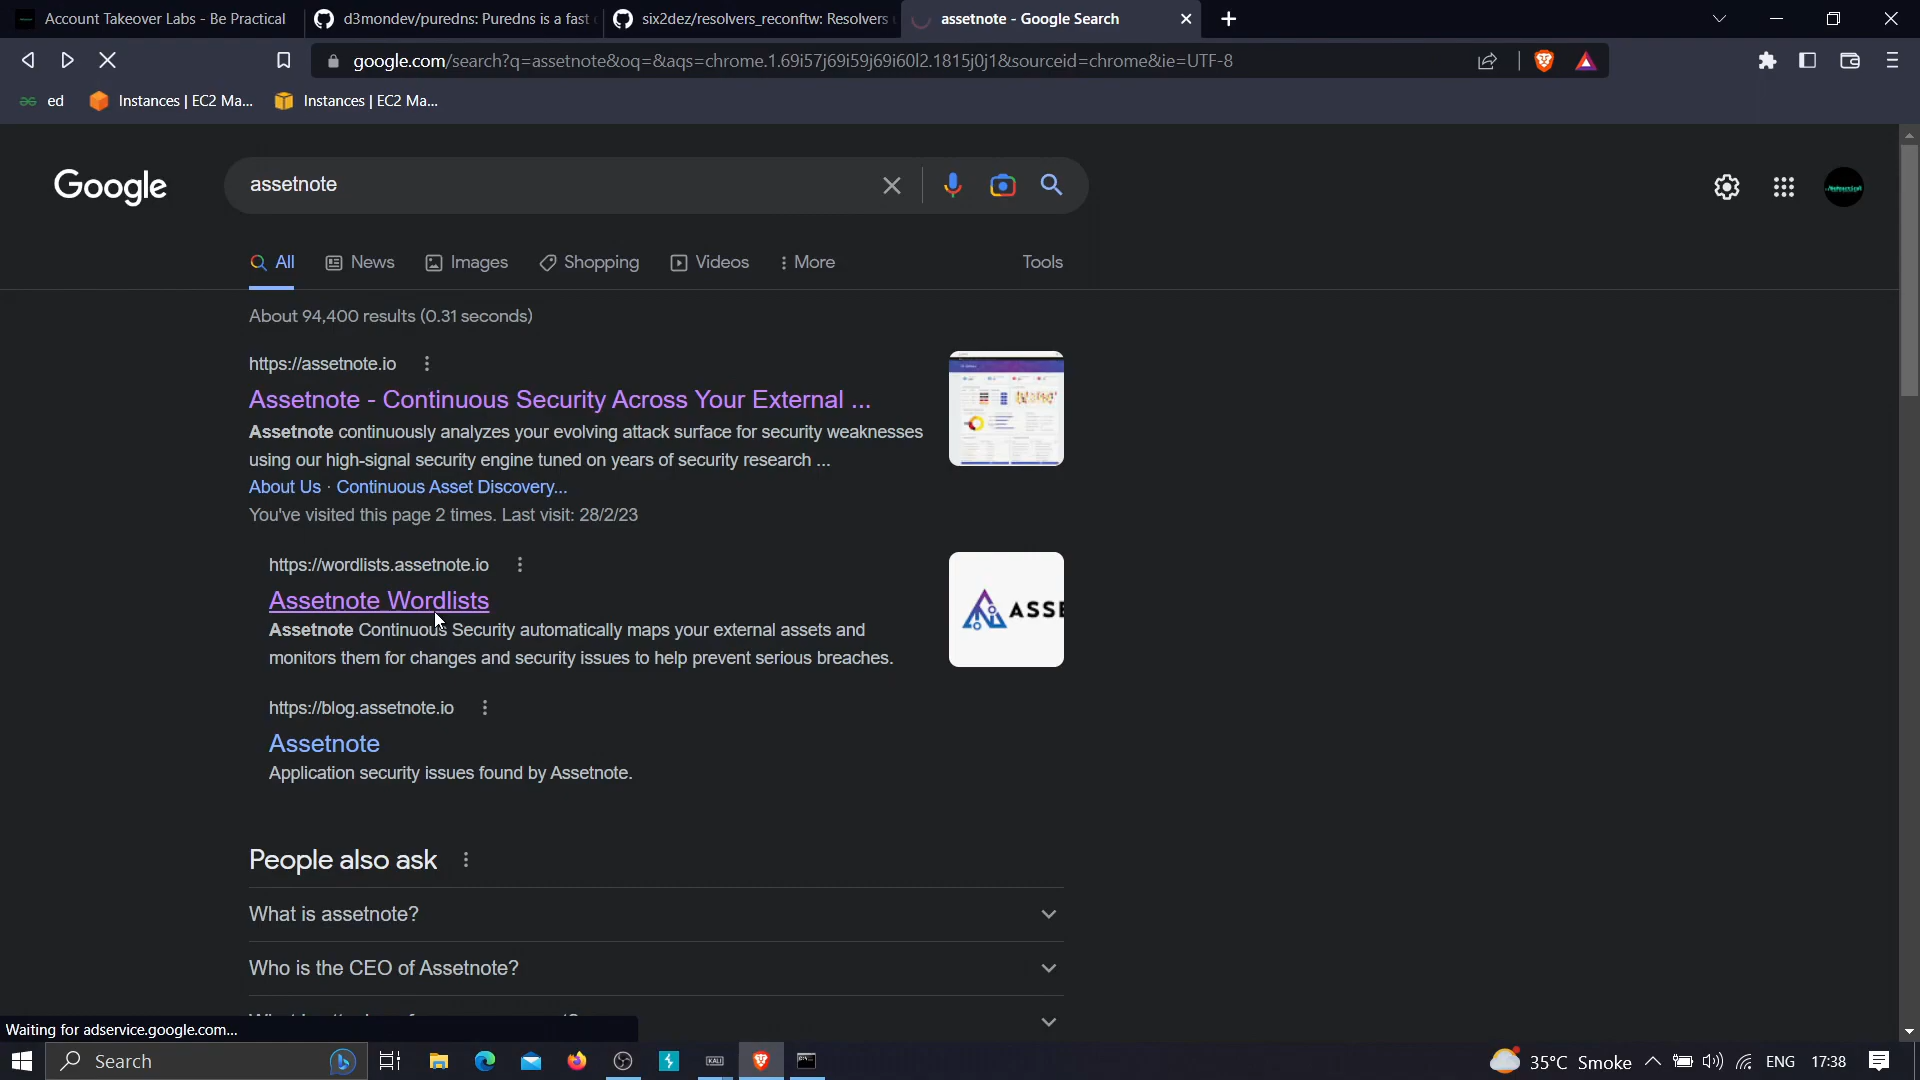 Account Takeover Labs - Be Practical
d3mondev/puredns: Puredns is a fast
six2dez/resolvers_reconftw: Resolvers
assetnote - Google Search
google.com/search?q=assetnote&oq=&aqs=chrome.1.69i57j69i59j69i60l2.1815j0j1&sourceid=chrome&ie=UTF-8
ed
Instances | EC2 Ma...
Instances | EC2 Ma...
Google
assetnote
All
News
Images
Shopping
Videos
More
Tools
About 94,400 results (0.31 seconds)
https://assetnote.io
Assetnote - Continuous Security Across Your External ...
Assetnote continuously analyzes your evolving attack surface for security weaknesses
using our high-signal security engine tuned on years of security research ...
About Us · Continuous Asset Discovery...
You've visited this page 2 times. Last visit: 28/2/23
https://wordlists.assetnote.io
Assetnote Wordlists
Assetnote Continuous Security automatically maps your external assets and
monitors them for changes and security issues to help prevent serious breaches.
ASSE
https://blog.assetnote.io
Assetnote
Application security issues found by Assetnote.
People also ask
What is assetnote?
Who is the CEO of Assetnote?
Waiting for adservice.google.com...
Search
KALI
35°C Smoke
ENG
17:38